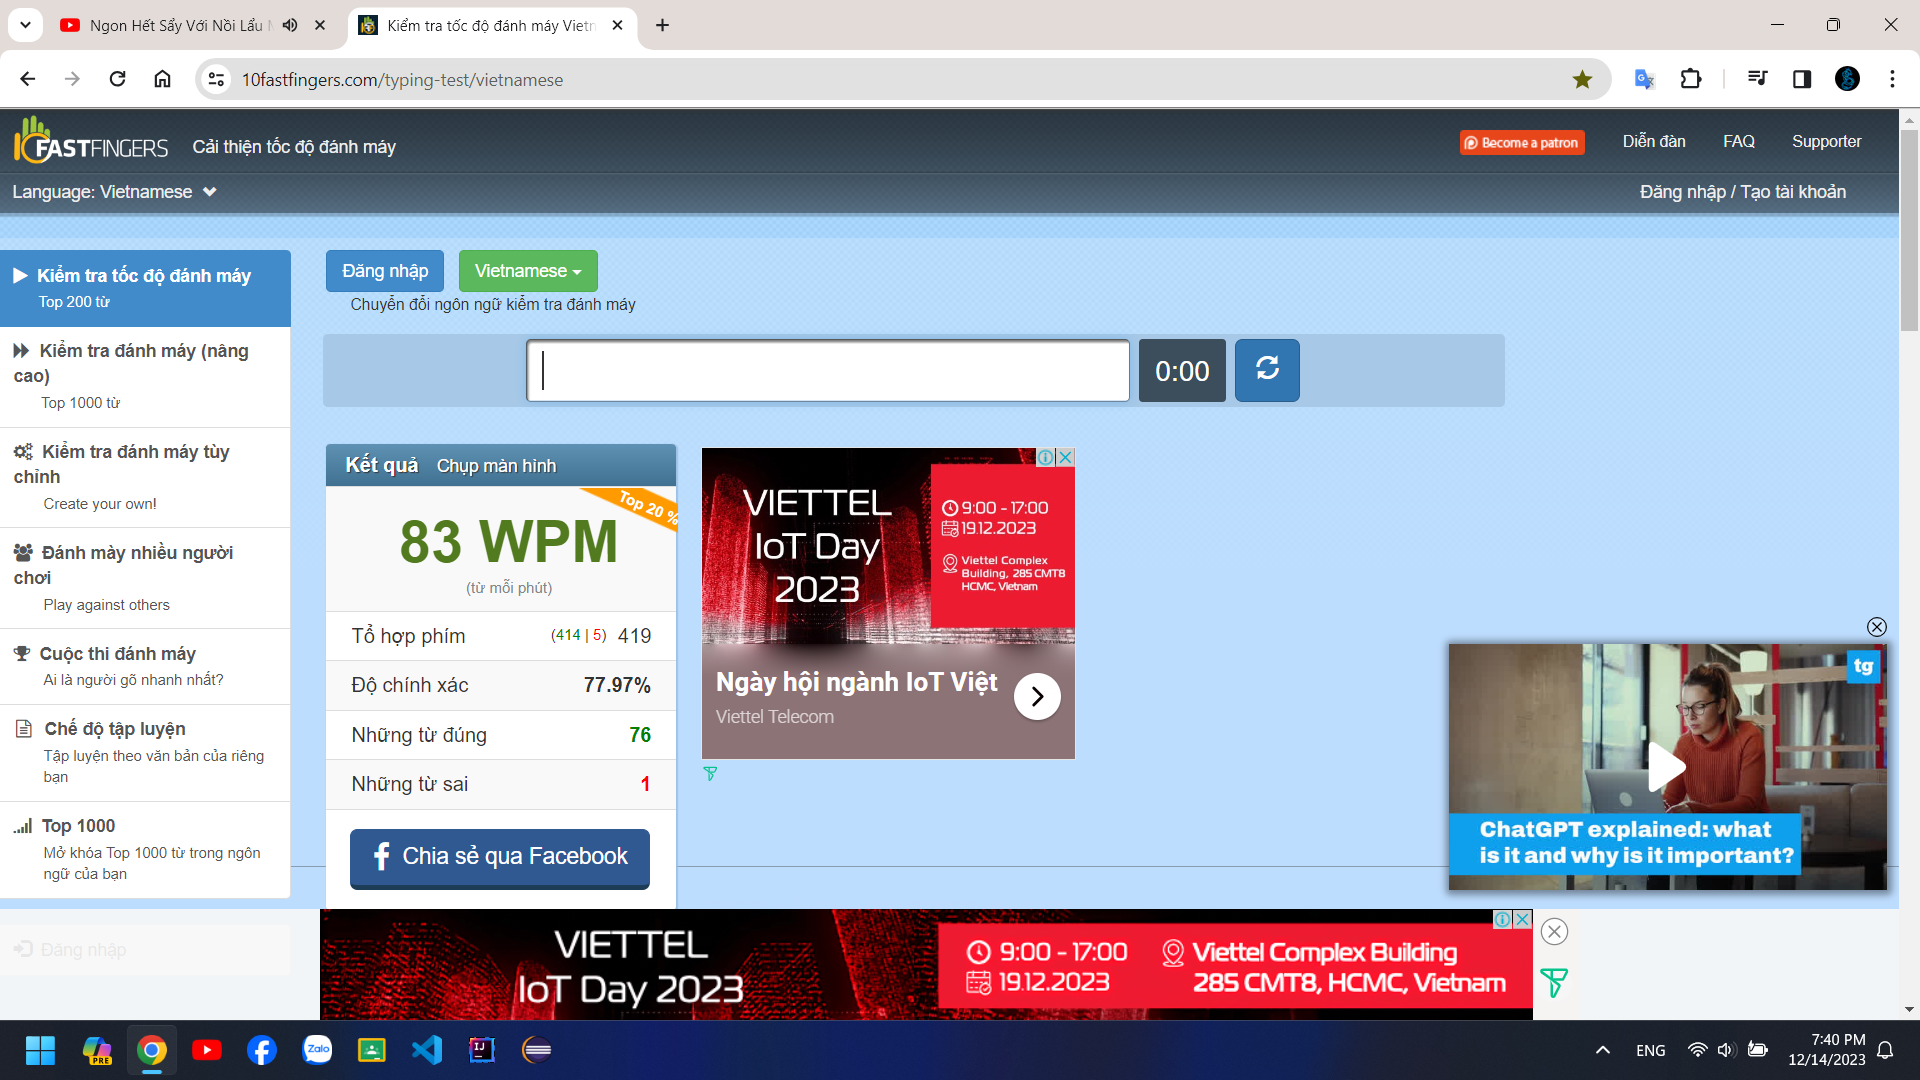 Ngon Hết Sẩy Với Nồi Lẩu
Kiểm tra tốc độ đánh máy Vietn
10fastfingers.com/typing-test/vietnamese
10FASTFINGERS
Cải thiện tốc độ đánh máy
Become a patron
Diễn đàn
FAQ
Supporter
Language: Vietnamese
Đăng nhập / Tạo tài khoản
Kiểm tra tốc độ đánh máy
Top 200 từ
Kiểm tra đánh máy (nâng
cao)
Top 1000 từ
Kiểm tra đánh máy tùy
chỉnh
Create your own!
Đánh mày nhiều người
chơi
Play against others
Cuộc thi đánh máy
Ai là người gõ nhanh nhất?
Chế độ tập luyện
Tập luyện theo văn bản của riêng
bạn
Top 1000
Mở khóa Top 1000 từ trong ngôn
ngữ của bạn
Đăng nhập
Đăng nhập
Vietnamese
Chuyển đổi ngôn ngữ kiểm tra đánh máy
0:00
Kết quả
Chụp màn hình
Top 20 %
83 WPM
(từ mỗi phút)
Tổ hợp phím (414 | 5) 419
Độ chính xác 77.97%
Những từ đúng 76
Những từ sai 1
Chia sẻ qua Facebook
VIETTEL
IoT Day
2023
9:00 - 17:00
19.12.2023
Viettel Complex
Building, 285 CMT8
HCMC, Vietnam
Ngày hội ngành IoT Việt
Viettel Telecom
tg
ChatGPT explained: what
is it and why is it important?
VIETTEL
IoT Day 2023
9:00 - 17:00
19.12.2023
Viettel Complex Building
285 CMT8, HCMC, Vietnam
PRE
Zalo
IJ
ENG
7:40 PM
12/14/2023